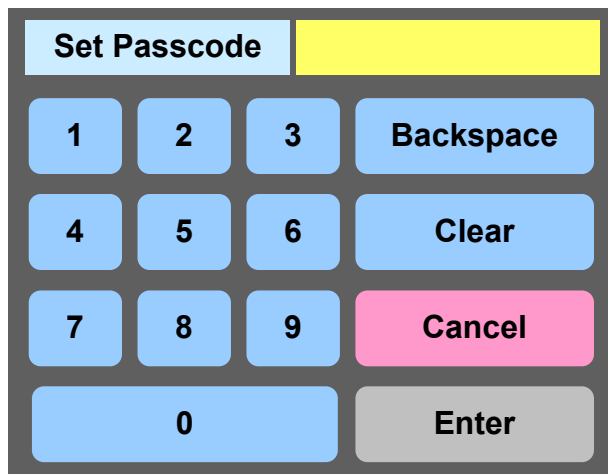 Set Passcode
1 2 3 Backspace
4 5 6 Clear
7 8 9 Cancel
0 Enter